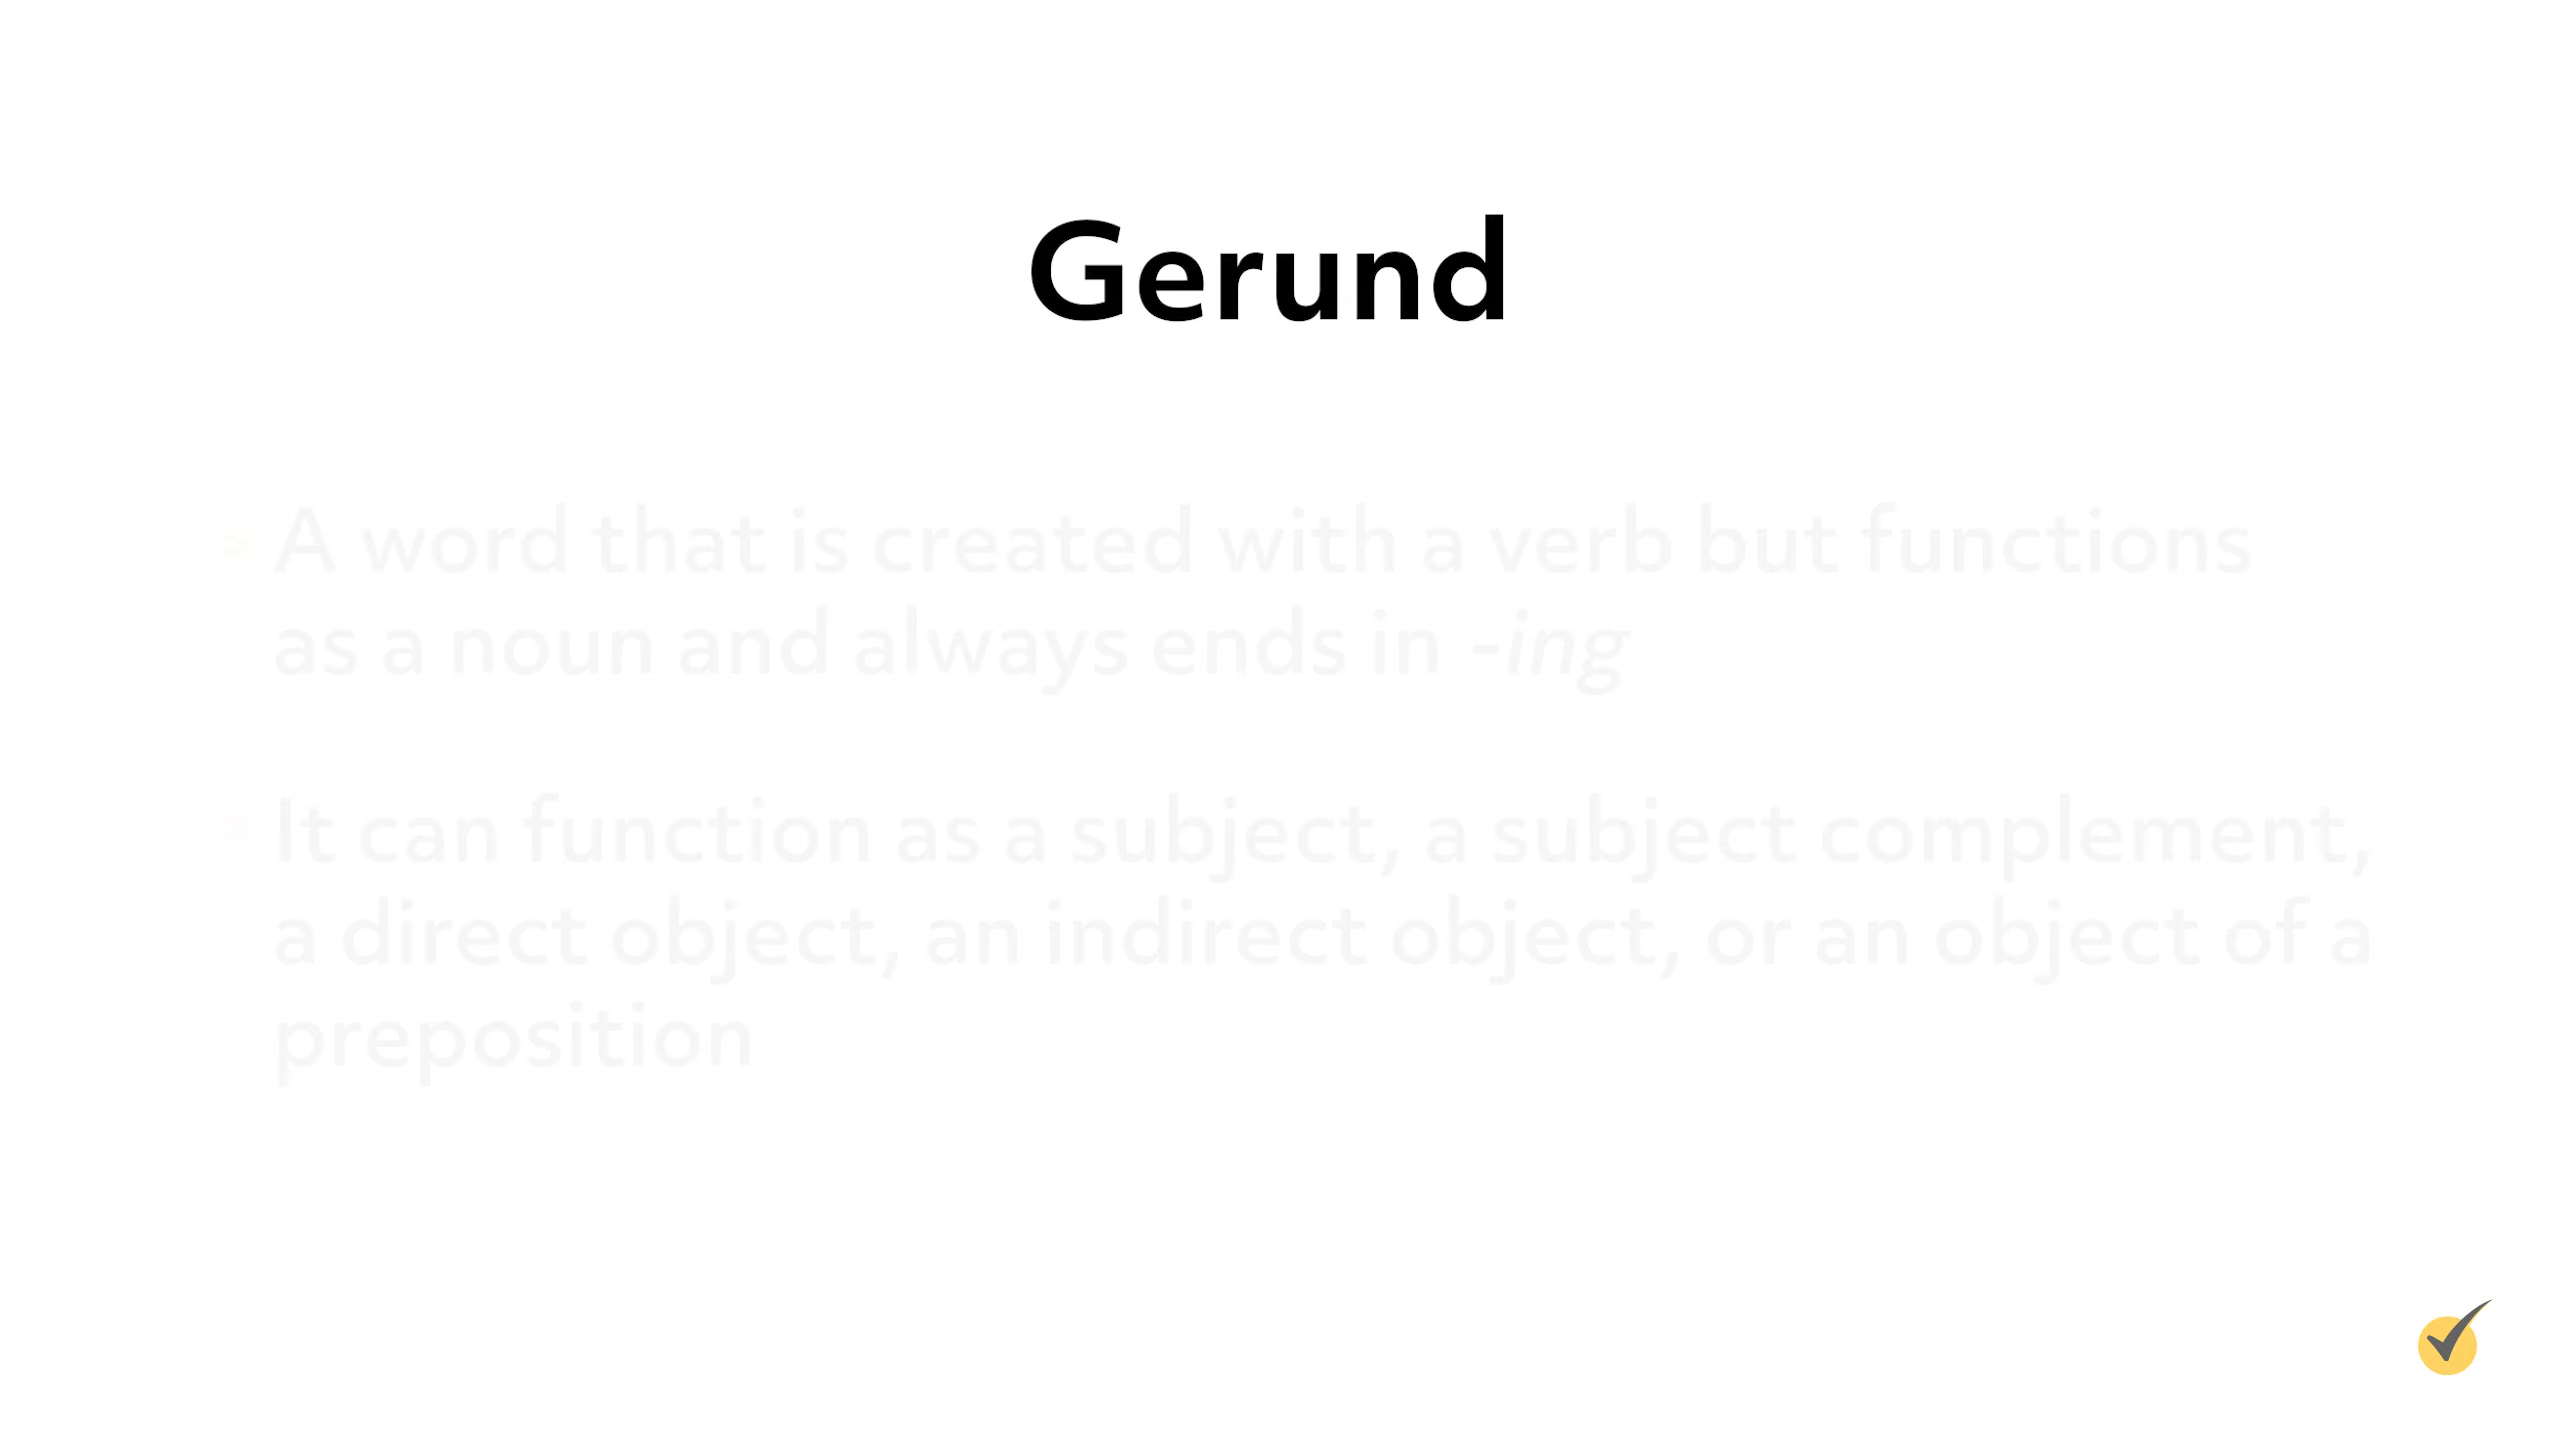 Gerund
A word that is created with a verb but functions
as a noun and always ends in -ing
It can function as a subject, a subject complement,
a direct object, an indirect object, or an object of a
preposition